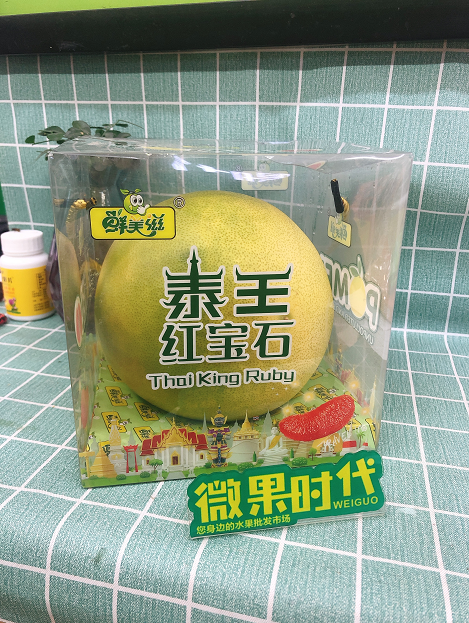 鲜美滋®
泰王
红宝石
Thai King Ruby
POME
微果时代
WEIGUO
您身边的水果批发市场